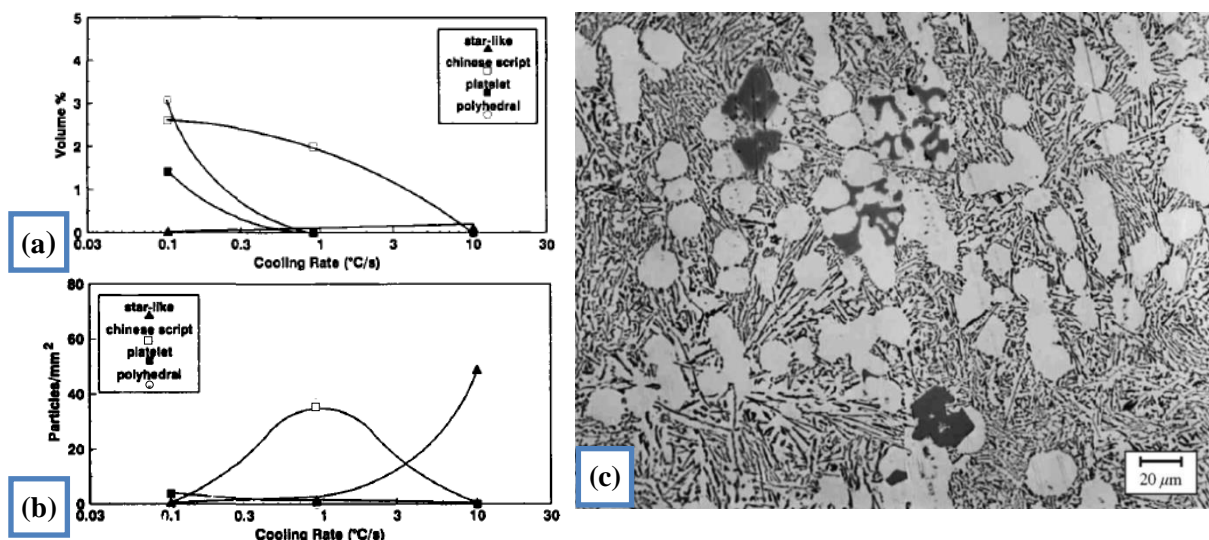 5
4
3
2
1
0
Volume %
star-like
chinese script
platelet
polyhedral
(a)
0.03 0.1 0.3 1 3 10 30
Cooling Rate (°C/s)
80
60
40
20
0
Particles/mm²
star-like
chinese script
platelet
polyhedral
(b)
0.03 0.1 0.3 1 3 10 30
Cooling Rate (°C/s)
(c)
20 μm